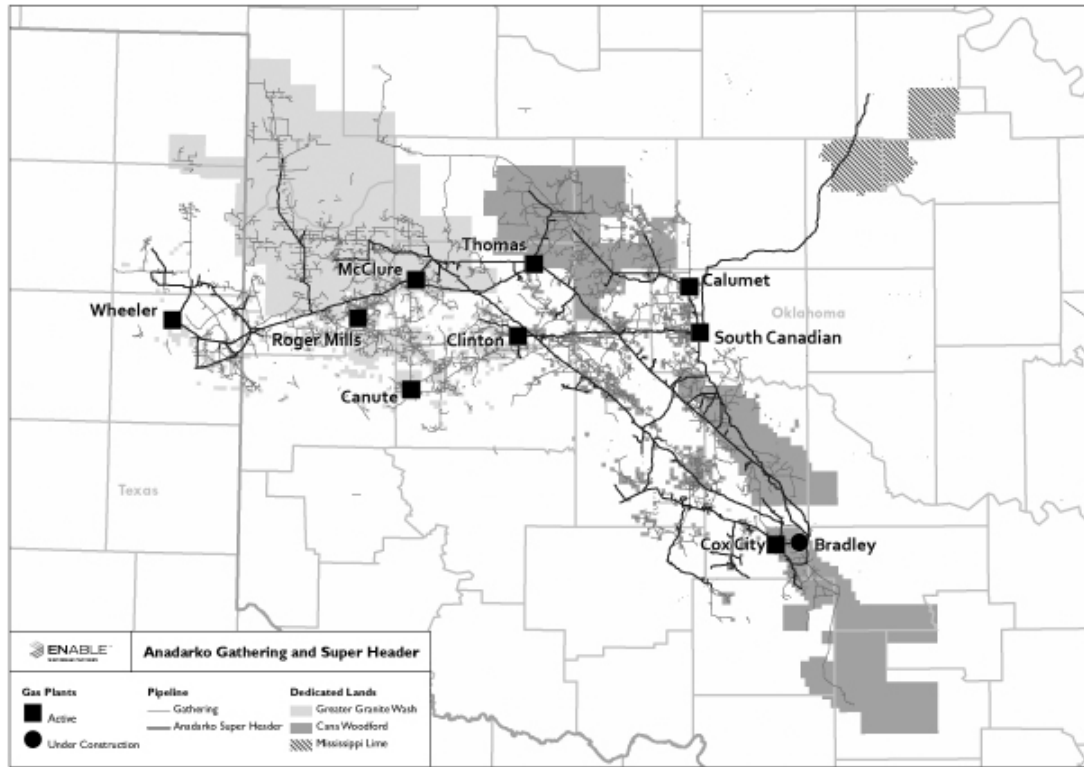 Thomas
McClure
Calumet
Wheeler
Oklahoma
Roger Mills
Clinton
South Canadian
Canute
Texas
Cox City
Bradley
ENABLE
Anadarko Gathering and Super Header
Gas Plants
Active
Under Construction
Pipeline
Gathering
Anadarko Super Header
Dedicated Lands
Greater Granite Wash
Cana Woodford
Mississippi Lime